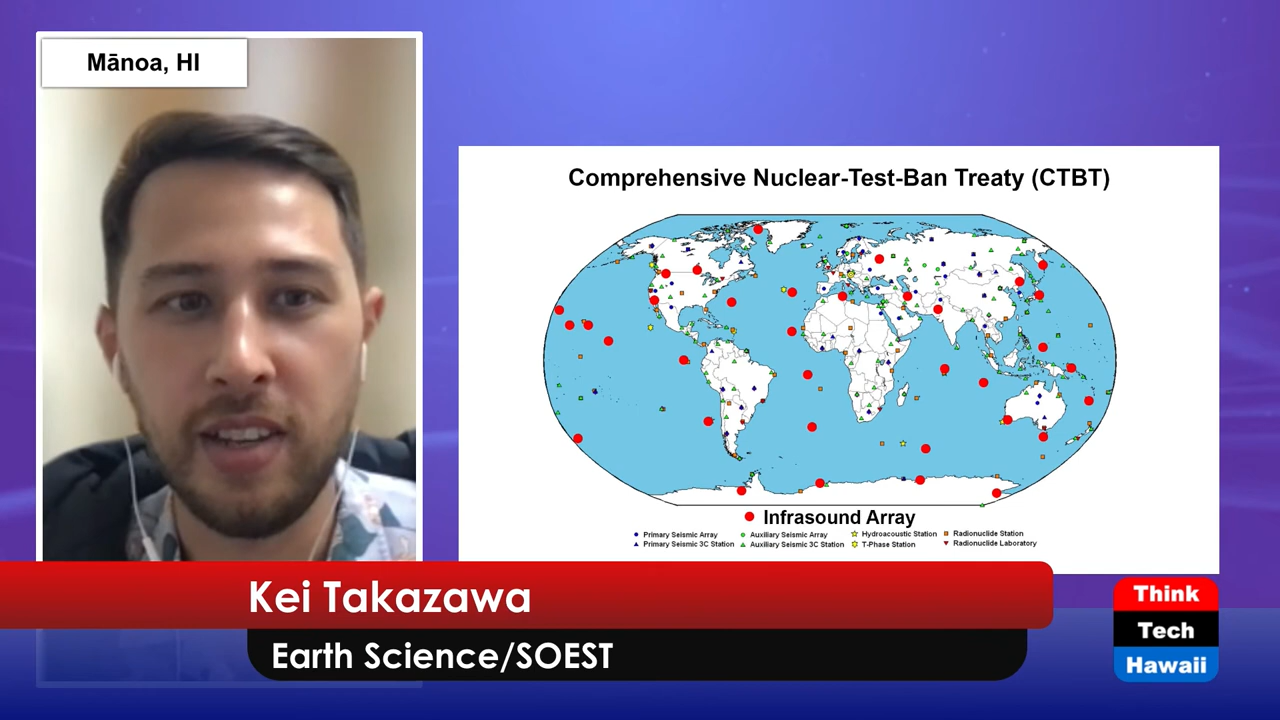 Mānoa, HI
Comprehensive Nuclear-Test-Ban Treaty (CTBT)
Infrasound Array
Primary Seismic Array
Auxiliary Seismic Array
Hydroacoustic Station
Radionuclide Station
Primary Seismic 3C Station
Auxiliary Seismic 3C Station
T-Phase Station
Radionuclide Laboratory
Kei Takazawa
Earth Science/SOEST
Think
Tech
Hawaii